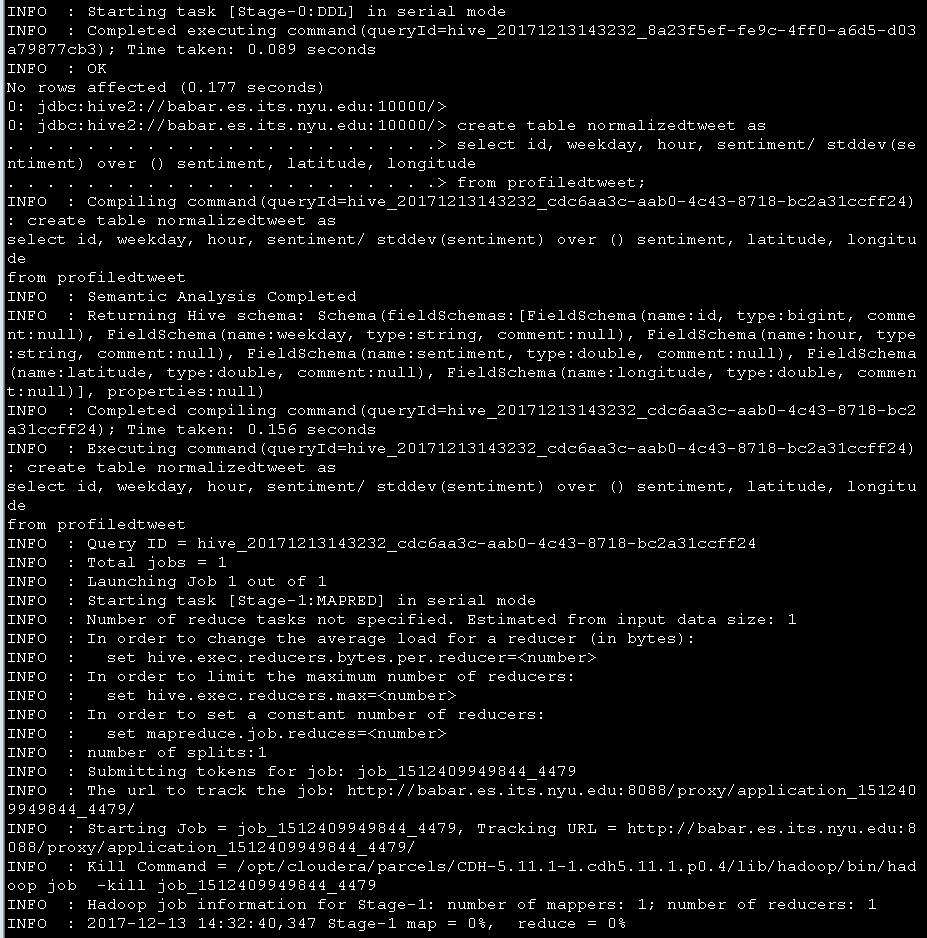 INFO  : Starting task [Stage-0:DDL] in serial mode
INFO  : Completed executing command(queryId=hive_20171213143232_8a23f5ef-fe9c-4ff0-a6d5-d03
a79877cb3); Time taken: 0.089 seconds
INFO  : OK
No rows affected (0.177 seconds)
0: jdbc:hive2://babar.es.its.nyu.edu:10000/>
0: jdbc:hive2://babar.es.its.nyu.edu:10000/> create table normalizedtweet as
. . . . . . . . . . . . . . . . . . . . . .> select id, weekday, hour, sentiment/ stddev(se
ntiment) over () sentiment, latitude, longitude
. . . . . . . . . . . . . . . . . . . . . .> from profiledtweet;
INFO  : Compiling command(queryId=hive_20171213143232_cdc6aa3c-aab0-4c43-8718-bc2a31ccff24)
: create table normalizedtweet as
select id, weekday, hour, sentiment/ stddev(sentiment) over () sentiment, latitude, longitu
de
from profiledtweet
INFO  : Semantic Analysis Completed
INFO  : Returning Hive schema: Schema(fieldSchemas:[FieldSchema(name:id, type:bigint, comme
nt:null), FieldSchema(name:weekday, type:string, comment:null), FieldSchema(name:hour, type
:string, comment:null), FieldSchema(name:sentiment, type:double, comment:null), FieldSchema
(name:latitude, type:double, comment:null), FieldSchema(name:longitude, type:double, commen
t:null)], properties:null)
INFO  : Completed compiling command(queryId=hive_20171213143232_cdc6aa3c-aab0-4c43-8718-bc2
a31ccff24); Time taken: 0.156 seconds
INFO  : Executing command(queryId=hive_20171213143232_cdc6aa3c-aab0-4c43-8718-bc2a31ccff24)
: create table normalizedtweet as
select id, weekday, hour, sentiment/ stddev(sentiment) over () sentiment, latitude, longitu
de
from profiledtweet
INFO  : Query ID = hive_20171213143232_cdc6aa3c-aab0-4c43-8718-bc2a31ccff24
INFO  : Total jobs = 1
INFO  : Launching Job 1 out of 1
INFO  : Starting task [Stage-1:MAPRED] in serial mode
INFO  : Number of reduce tasks not specified. Estimated from input data size: 1
INFO  : In order to change the average load for a reducer (in bytes):
INFO  :   set hive.exec.reducers.bytes.per.reducer=<number>
INFO  : In order to limit the maximum number of reducers:
INFO  :   set hive.exec.reducers.max=<number>
INFO  : In order to set a constant number of reducers:
INFO  :   set mapreduce.job.reduces=<number>
INFO  : number of splits:1
INFO  : Submitting tokens for job: job_1512409949844_4479
INFO  : The url to track the job: http://babar.es.its.nyu.edu:8088/proxy/application_151240
9949844_4479/
INFO  : Starting Job = job_1512409949844_4479, Tracking URL = http://babar.es.its.nyu.edu:8
088/proxy/application_1512409949844_4479/
INFO  : Kill Command = /opt/cloudera/parcels/CDH-5.11.1-1.cdh5.11.1.p0.4/lib/hadoop/bin/had
oop job  -kill job_1512409949844_4479
INFO  : Hadoop job information for Stage-1: number of mappers: 1; number of reducers: 1
INFO  : 2017-12-13 14:32:40,347 Stage-1 map = 0%,  reduce = 0%